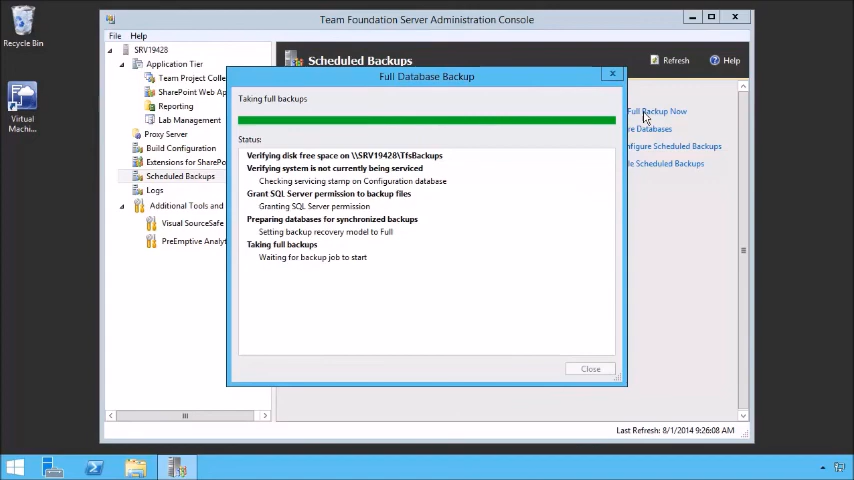 Recycle Bin
Virtual
Machin...
Team Foundation Server Administration Console
File Help
SRV19428
Application Tier
Team Project Colle
SharePoint Web Ap
Reporting
Lab Management
Proxy Server
Build Configuration
Extensions for SharePo
Scheduled Backups
Logs
Additional Tools and
Visual SourceSafe
PreEmptive Analyt
Scheduled Backups
Refresh
Help
Full Backup Now
re Databases
nfigure Scheduled Backups
le Scheduled Backups
Full Database Backup
Taking full backups
Status:
Verifying disk free space on \\SRV19428\TfsBackups
Verifying system is not currently being serviced
Checking servicing stamp on Configuration database
Grant SQL Server permission to backup files
Granting SQL Server permission
Preparing databases for synchronized backups
Setting backup recovery model to Full
Taking full backups
Waiting for backup job to start
Close
Last Refresh: 8/1/2014 9:26:08 AM